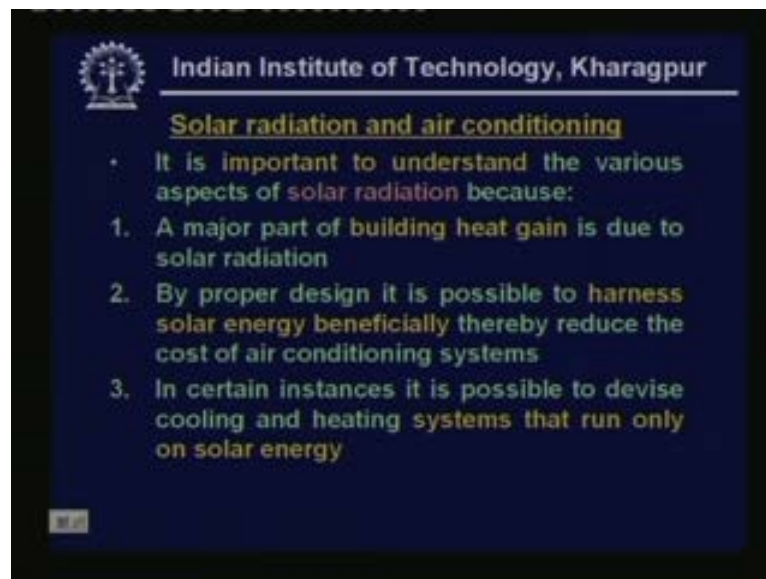 Indian Institute of Technology, Kharagpur
Solar radiation and air conditioning
· It is important to understand the various
aspects of solar radiation because:
1. A major part of building heat gain is due to
solar radiation
2. By proper design it is possible to harness
solar energy beneficially thereby reduce the
cost of air conditioning systems
3. In certain instances it is possible to devise
cooling and heating systems that run only
on solar energy